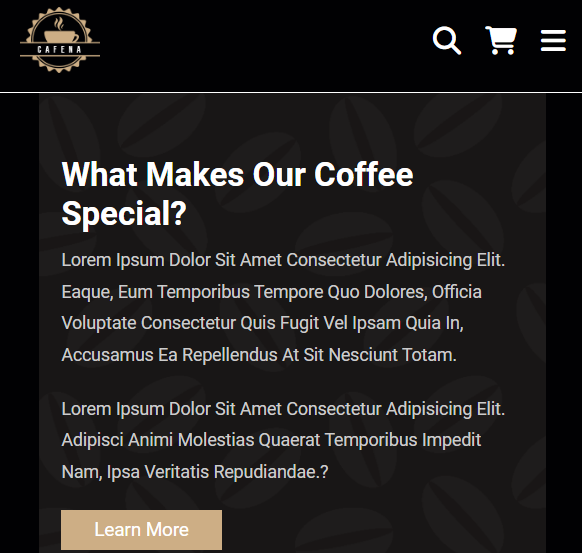 CAFENA
What Makes Our Coffee
Special?
Lorem Ipsum Dolor Sit Amet Consectetur Adipisicing Elit.
Eaque, Eum Temporibus Tempore Quo Dolores, Officia
Voluptate Consectetur Quis Fugit Vel Ipsam Quia In,
Accusamus Ea Repellendus At Sit Nesciunt Totam.
Lorem Ipsum Dolor Sit Amet Consectetur Adipisicing Elit.
Adipisci Animi Molestias Quaerat Temporibus Impedit
Nam, Ipsa Veritatis Repudiandae.?
Learn More